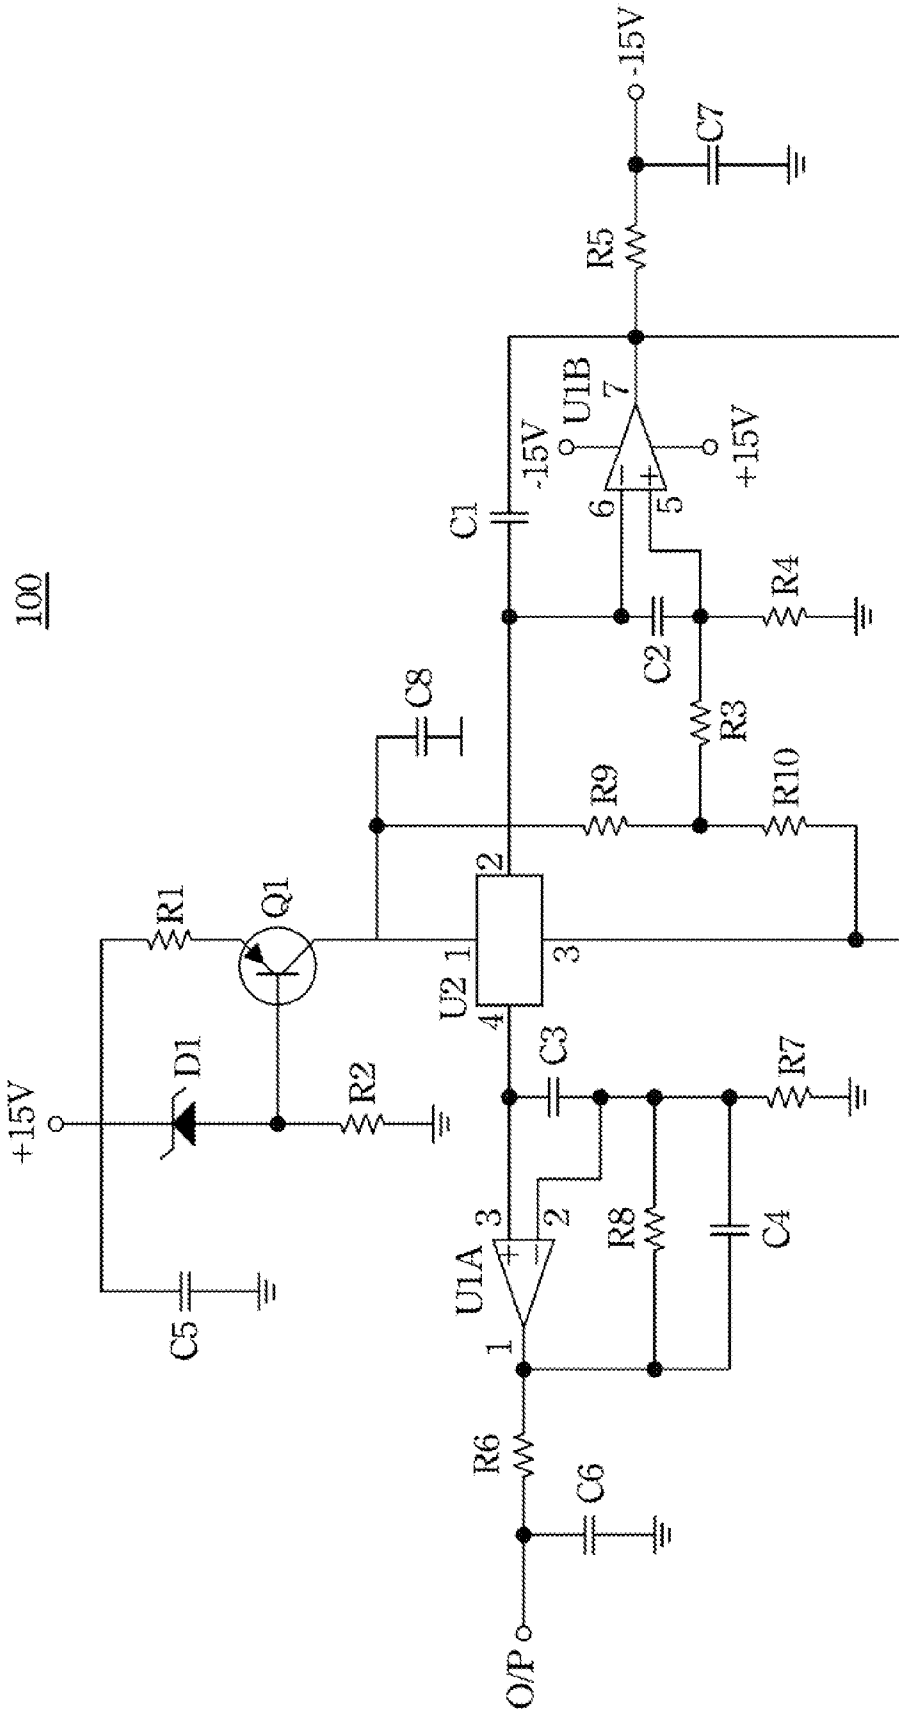 100
+15V
D1
R1
Q1
R2
C5
C8
1
U2
4
2
3
R9
R3
R10
C1
C2
R4
-15V
U1B
6
5
7
+15V
R5
-15V
C7
U1A
3
2
1
C3
R8
C4
R7
R6
C6
O/P